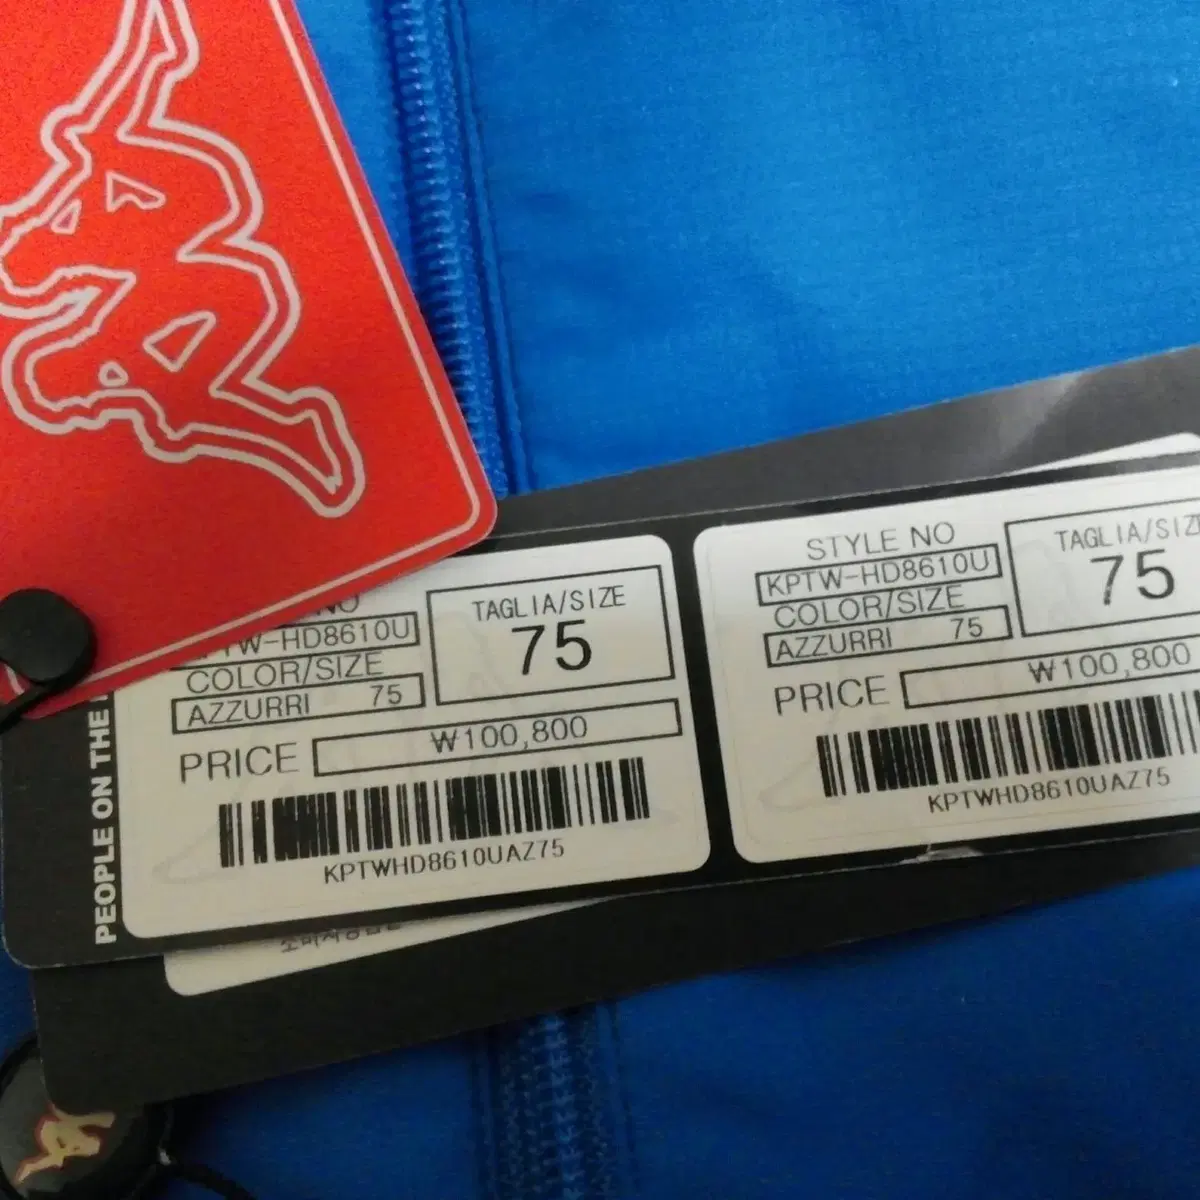 PEOPLE ON THE
NO
TW-HD8610U
COLOR/SIZE
AZZURRI 75
TAGLIA/SIZE
75
PRICE ₩100,800
KPTWHD8610UAZ75
STYLE NO
KPTW-HD8610U
COLOR/SIZE
AZZURRI 75
TAGLIA/SIZE
75
PRICE ₩100,800
KPTWHD8610UAZ75